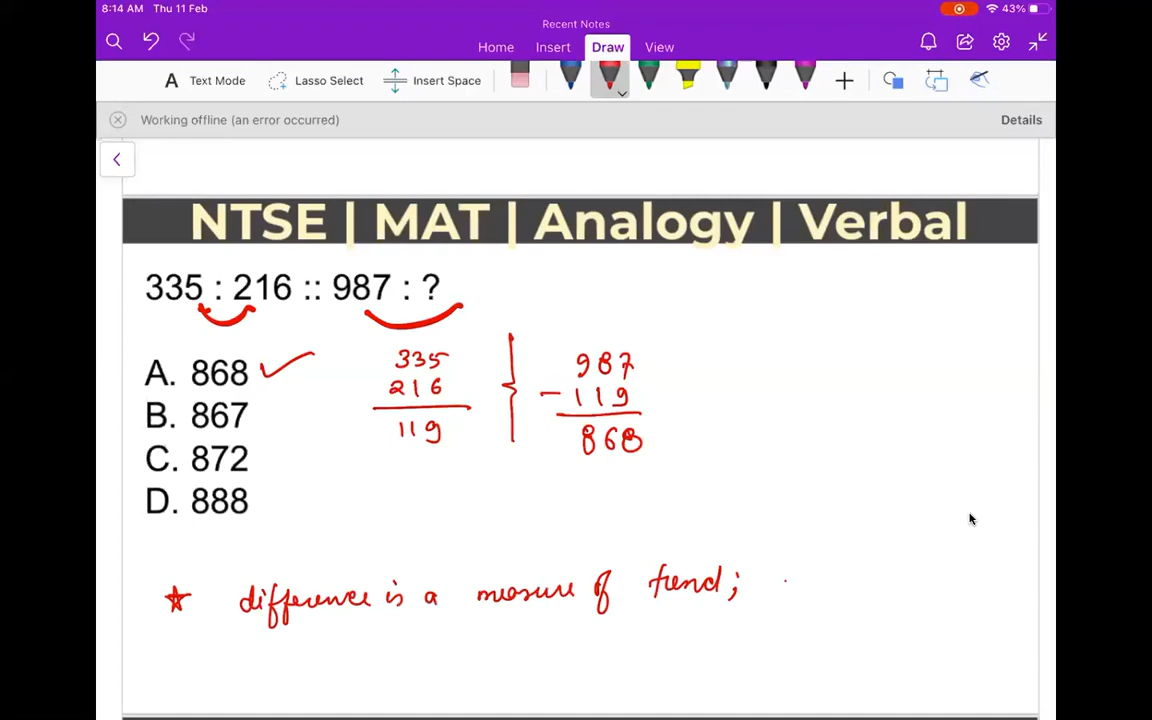 8:14 AM Thu 11 Feb
43%
Recent Notes
Home Insert Draw View
A Text Mode Lasso Select Insert Space
Working offline (an error occurred) Details
NTSE | MAT | Analogy | Verbal
335 : 216 :: 987 : ?
A. 868
B. 867
C. 872
D. 888
335
216
119
987
- 119
868
difference is a measure of trend;